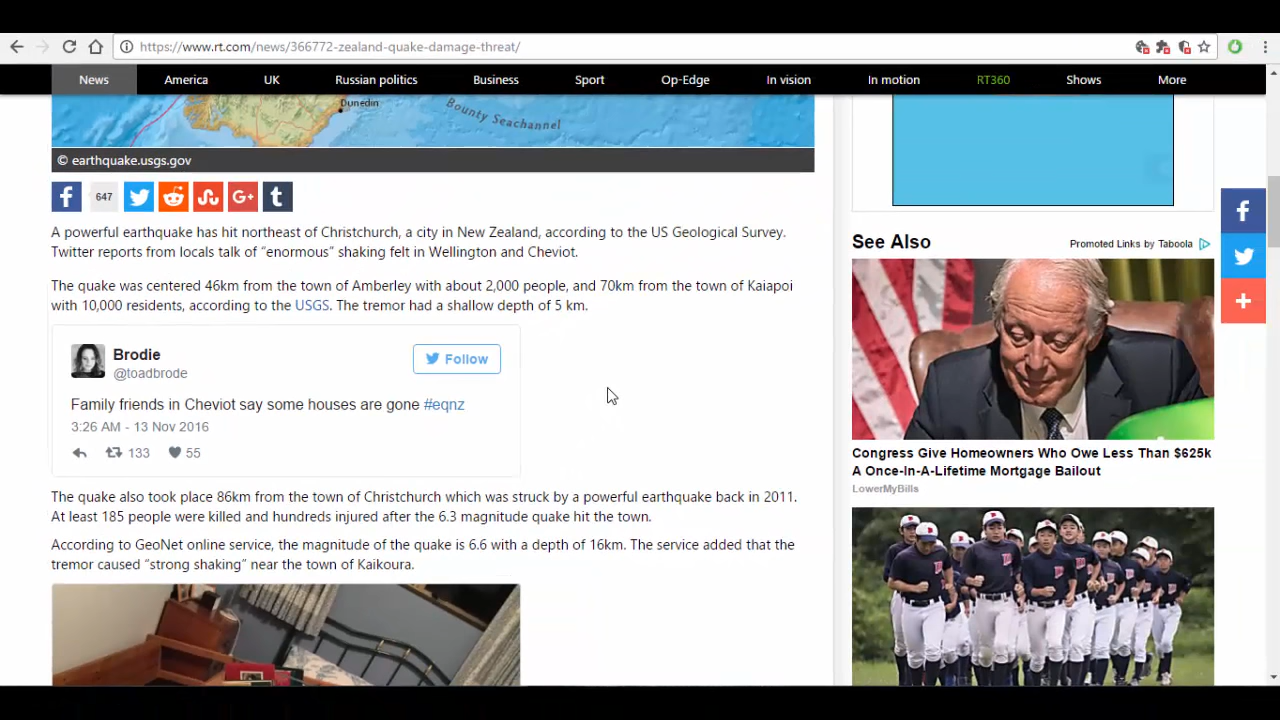 https://www.rt.com/news/366772-zealand-quake-damage-threat/
News America UK Russian politics Business Sport Op-Edge In vision In motion RT360 Shows More
Dunedin
Bounty Seachannel
© earthquake.usgs.gov
647
A powerful earthquake has hit northeast of Christchurch, a city in New Zealand, according to the US Geological Survey.
Twitter reports from locals talk of “enormous” shaking felt in Wellington and Cheviot.
The quake was centered 46km from the town of Amberley with about 2,000 people, and 70km from the town of Kaiapoi
with 10,000 residents, according to the USGS. The tremor had a shallow depth of 5 km.
Brodie
@toadbrode
Follow
Family friends in Cheviot say some houses are gone #eqnz
3:26 AM - 13 Nov 2016
133 55
The quake also took place 86km from the town of Christchurch which was struck by a powerful earthquake back in 2011.
At least 185 people were killed and hundreds injured after the 6.3 magnitude quake hit the town.
According to GeoNet online service, the magnitude of the quake is 6.6 with a depth of 16km. The service added that the
tremor caused “strong shaking” near the town of Kaikoura.
See Also
Promoted Links by Taboola
Congress Give Homeowners Who Owe Less Than $625k
A Once-In-A-Lifetime Mortgage Bailout
LowerMyBills